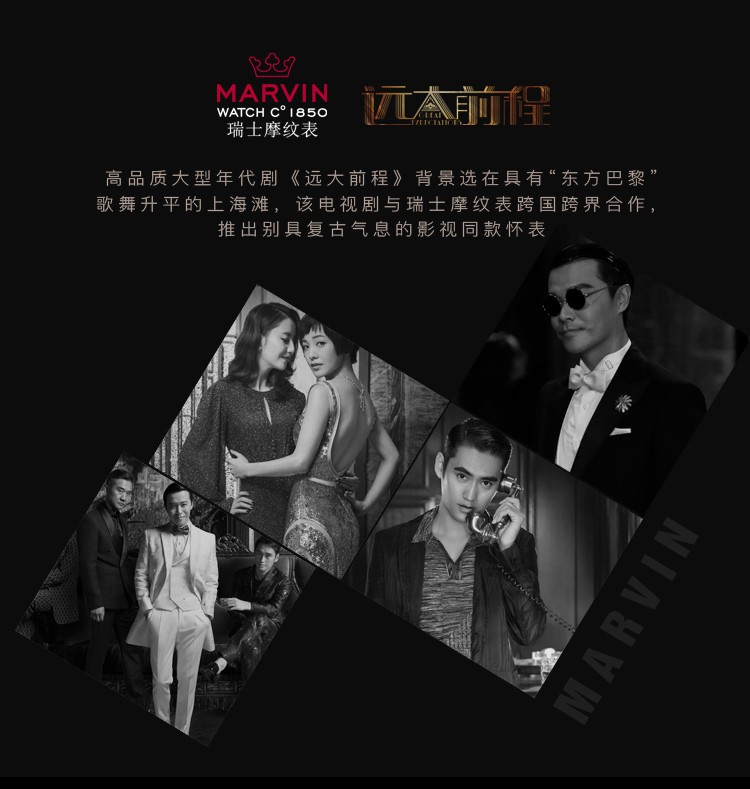 MARVIN
WATCH Cº 1850
瑞士摩纹表
远大前程
GREAT
EXPECTATIONS
高品质大型年代剧《远大前程》背景选在具有“东方巴黎”
歌舞升平的上海滩，该电视剧与瑞士摩纹表跨国跨界合作，
推出别具复古气息的影视同款怀表
MARVIN